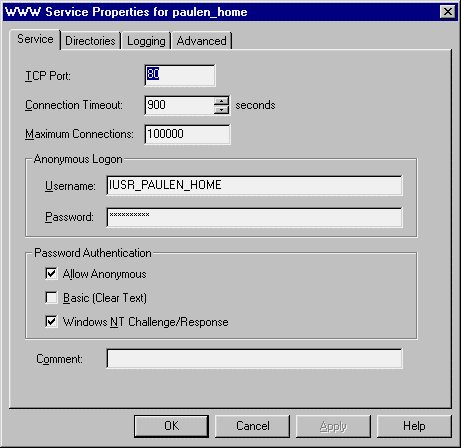 WWW Service Properties for paulen_home
Service Directories Logging Advanced
TCP Port: 80
Connection Timeout: 900 seconds
Maximum Connections: 100000
Anonymous Logon
Username: IUSR_PAULEN_HOME
Password: **********
Password Authentication
Allow Anonymous
Basic (Clear Text)
Windows NT Challenge/Response
Comment:
OK Cancel Apply Help